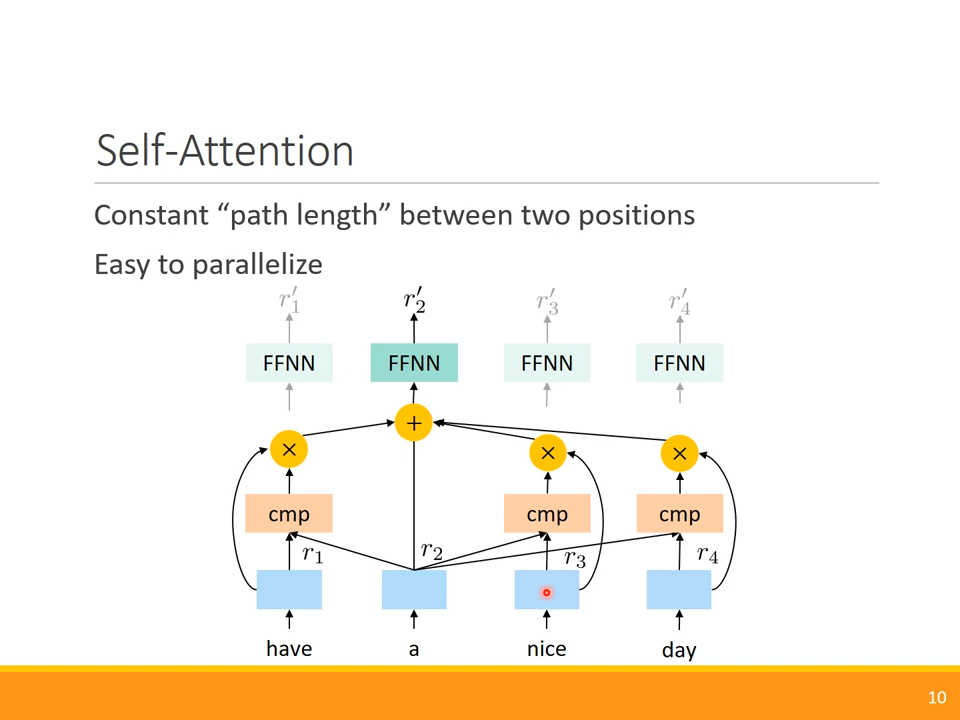 Self-Attention
Constant “path length” between two positions
Easy to parallelize
r′₁ r′₂ r′₃ r′₄
FFNN FFNN FFNN FFNN
+
× × ×
cmp cmp cmp
r₁ r₂ r₃ r₄
have a nice day
10